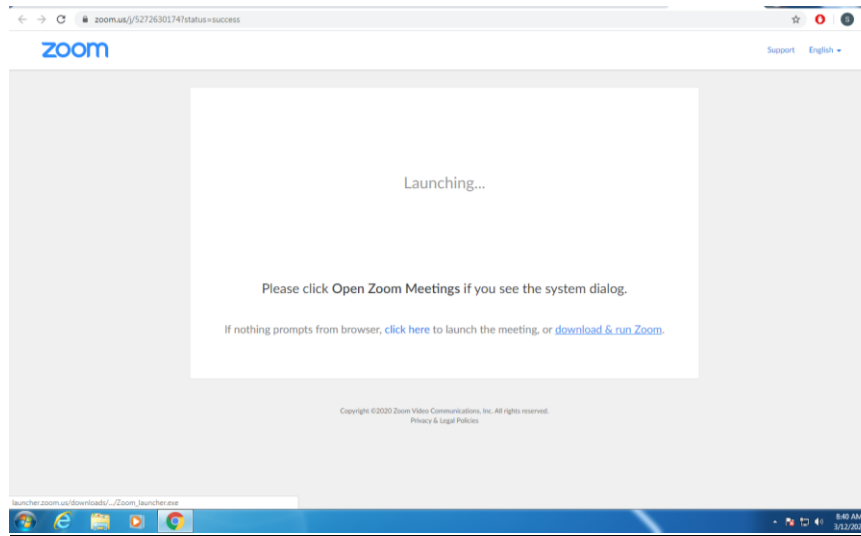 zoom.us/j/5272630174?status=success
S
zoom
Support English
Launching...
Please click Open Zoom Meetings if you see the system dialog.
If nothing prompts from browser, click here to launch the meeting, or download & run Zoom.
Copyright ©2020 Zoom Video Communications, Inc. All rights reserved.
Privacy & Legal Policies
launcher.zoom.us/downloads/.../Zoom_launcher.exe
8:40 AM
3/12/202